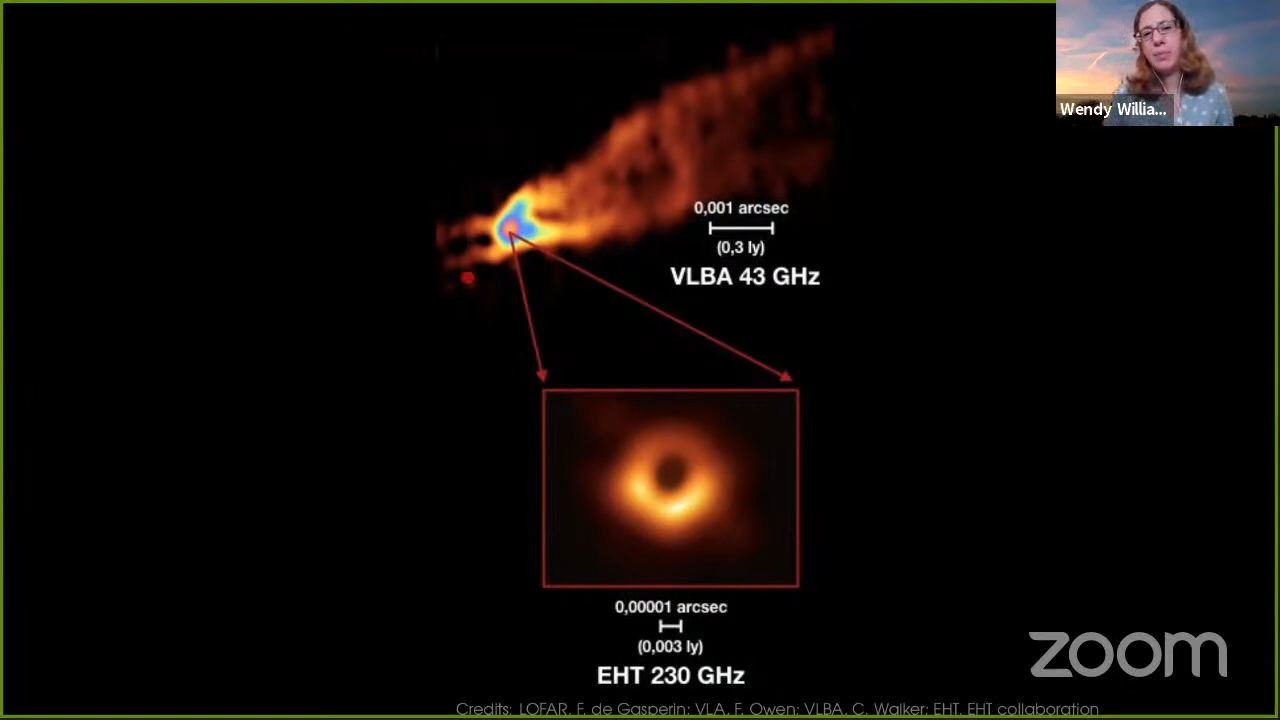 Wendy Willia...
0,001 arcsec
(0,3 ly)
VLBA 43 GHz
0,00001 arcsec
(0,003 ly)
EHT 230 GHz
zoom
Credits: LOFAR, F. de Gasperin; VLA, F. Owen; VLBA, C. Walker; EHT, EHT collaboration